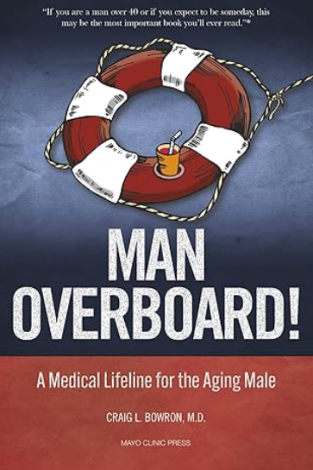 “If you are a man over 40 or if you expect to be someday, this
may be the most important book you’ll ever read.”*
MAN
OVERBOARD!
A Medical Lifeline for the Aging Male
CRAIG L. BOWRON, M.D.
MAYO CLINIC PRESS